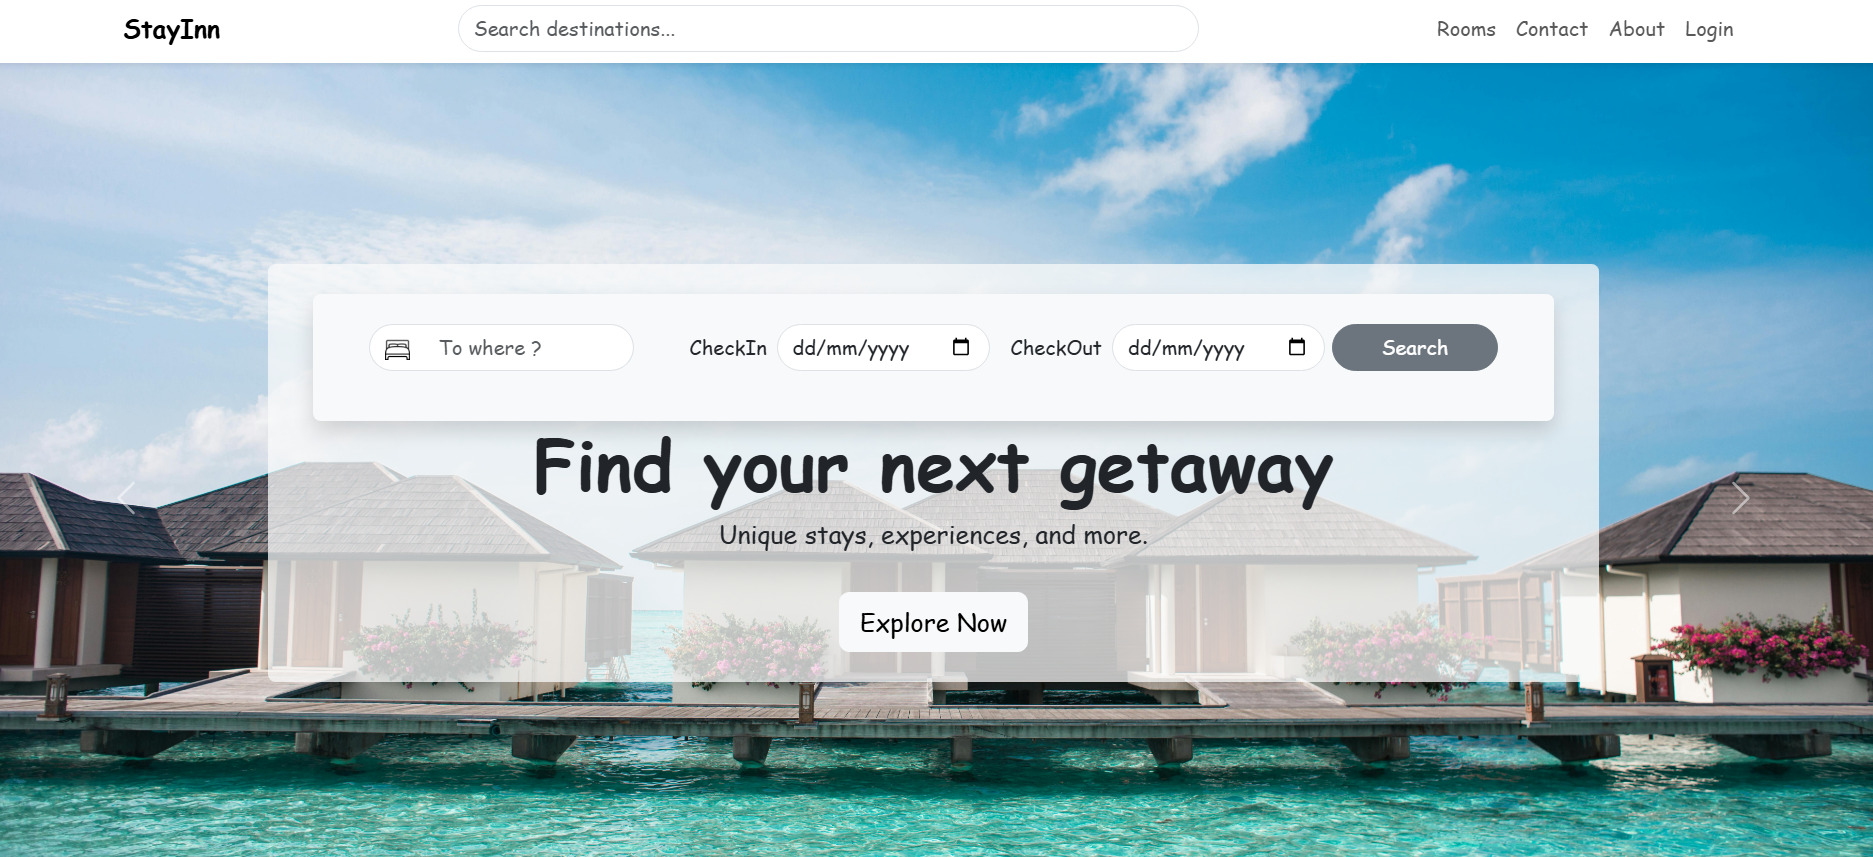 StayInn
Search destinations...
Rooms Contact About Login
To where ?
CheckIn dd/mm/yyyy
CheckOut dd/mm/yyyy
Search
Find your next getaway
Unique stays, experiences, and more.
Explore Now